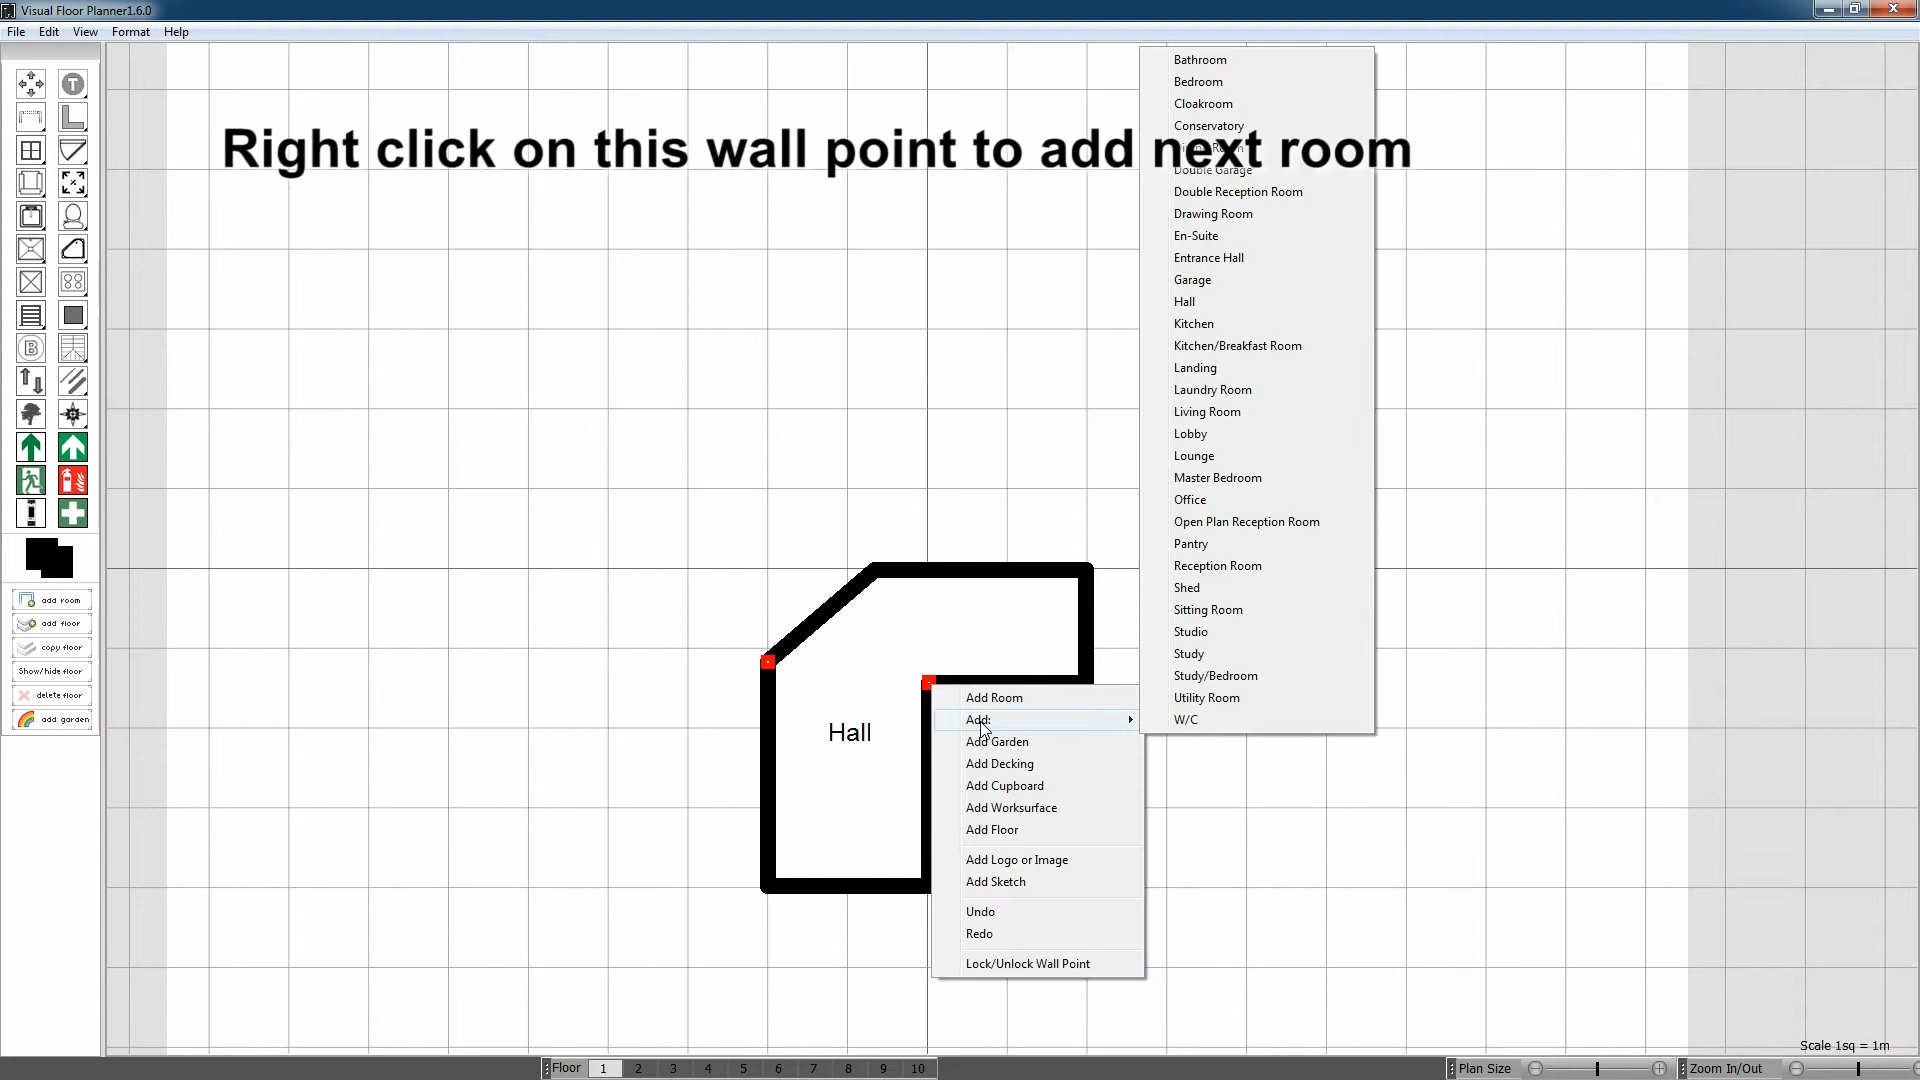 Visual Floor Planner1.6.0
File Edit View Format Help
Right click on this wall point to add next room
Bathroom
Bedroom
Cloakroom
Conservatory
Double Garage
Double Reception Room
Drawing Room
En-Suite
Entrance Hall
Garage
Hall
Kitchen
Kitchen/Breakfast Room
Landing
Laundry Room
Living Room
Lobby
Lounge
Master Bedroom
Office
Open Plan Reception Room
Pantry
Reception Room
Shed
Sitting Room
Studio
Study
Study/Bedroom
Utility Room
W/C
T
B
add room
add floor
copy floor
Show/hide floor
delete floor
add garden
Hall
Add Room
Add:
Add Garden
Add Decking
Add Cupboard
Add Worksurface
Add Floor
Add Logo or Image
Add Sketch
Undo
Redo
Lock/Unlock Wall Point
Scale 1sq = 1m
Floor 1 2 3 4 5 6 7 8 9 10
Plan Size
Zoom In/Out